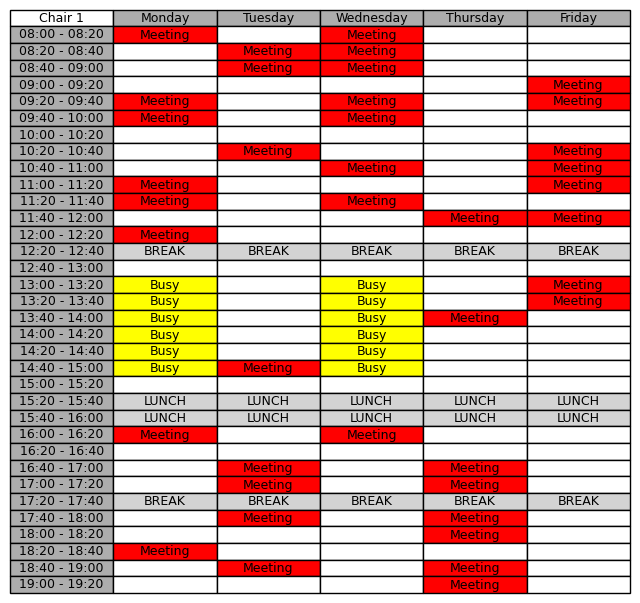 Chair 1 Monday Tuesday Wednesday Thursday Friday
08:00 - 08:20 Meeting Meeting
08:20 - 08:40 Meeting Meeting
08:40 - 09:00 Meeting Meeting
09:00 - 09:20 Meeting
09:20 - 09:40 Meeting Meeting Meeting
09:40 - 10:00 Meeting Meeting
10:00 - 10:20
10:20 - 10:40 Meeting Meeting
10:40 - 11:00 Meeting Meeting
11:00 - 11:20 Meeting Meeting
11:20 - 11:40 Meeting Meeting
11:40 - 12:00 Meeting Meeting
12:00 - 12:20 Meeting
12:20 - 12:40 BREAK BREAK BREAK BREAK BREAK
12:40 - 13:00
13:00 - 13:20 Busy Busy Meeting
13:20 - 13:40 Busy Busy Meeting
13:40 - 14:00 Busy Busy Meeting
14:00 - 14:20 Busy Busy
14:20 - 14:40 Busy Busy
14:40 - 15:00 Busy Meeting Busy
15:00 - 15:20
15:20 - 15:40 LUNCH LUNCH LUNCH LUNCH LUNCH
15:40 - 16:00 LUNCH LUNCH LUNCH LUNCH LUNCH
16:00 - 16:20 Meeting Meeting
16:20 - 16:40
16:40 - 17:00 Meeting Meeting
17:00 - 17:20 Meeting Meeting
17:20 - 17:40 BREAK BREAK BREAK BREAK BREAK
17:40 - 18:00 Meeting Meeting
18:00 - 18:20 Meeting
18:20 - 18:40 Meeting
18:40 - 19:00 Meeting Meeting
19:00 - 19:20 Meeting